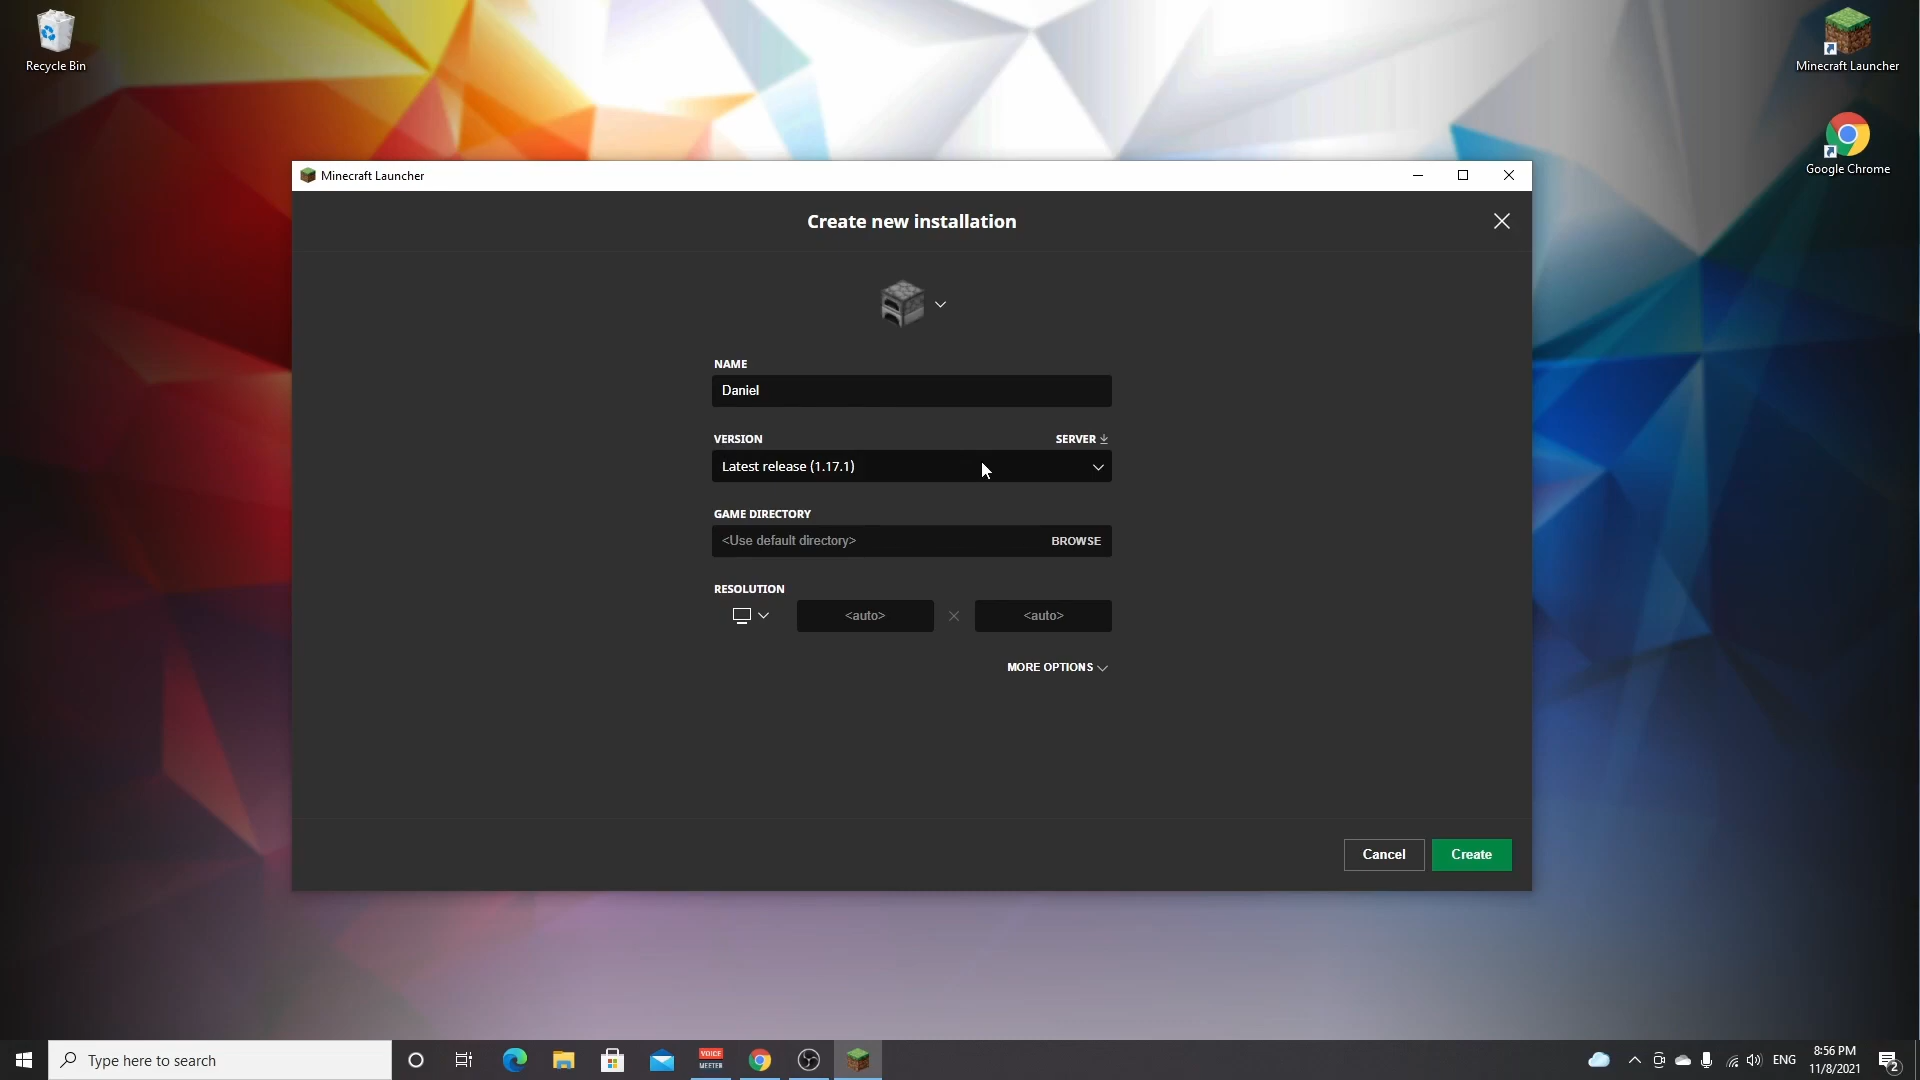 Recycle Bin
Minecraft Launcher
Google Chrome
Minecraft Launcher
Create new installation
NAME
Daniel
VERSION
SERVER
Latest release (1.17.1)
GAME DIRECTORY
<Use default directory>
BROWSE
RESOLUTION
<auto>
<auto>
MORE OPTIONS
Cancel
Create
Type here to search
VOICE
MEETER
ENG
8:56 PM
11/8/2021
2